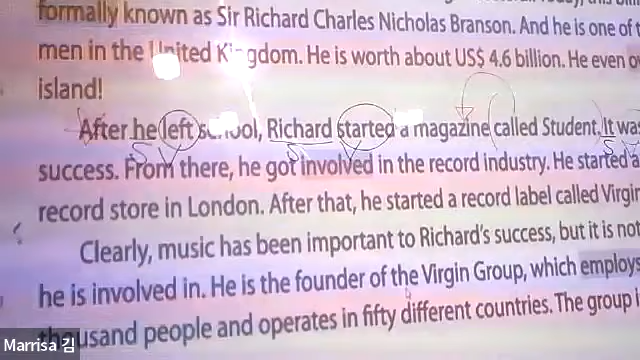 formally known as Sir Richard Charles Nicholas Branson. And he is one of
men in the United Kingdom. He is worth about US$ 4.6 billion. He even
island!
After he left school, Richard started a magazine called Student. It was
success. From there, he got involved in the record industry. He started a
record store in London. After that, he started a record label called Virgin
Clearly, music has been important to Richard's success, but it is not
he is involved in. He is the founder of the Virgin Group, which employs
thousand people and operates in fifty different countries. The group
S V S V S V
Marrisa 김